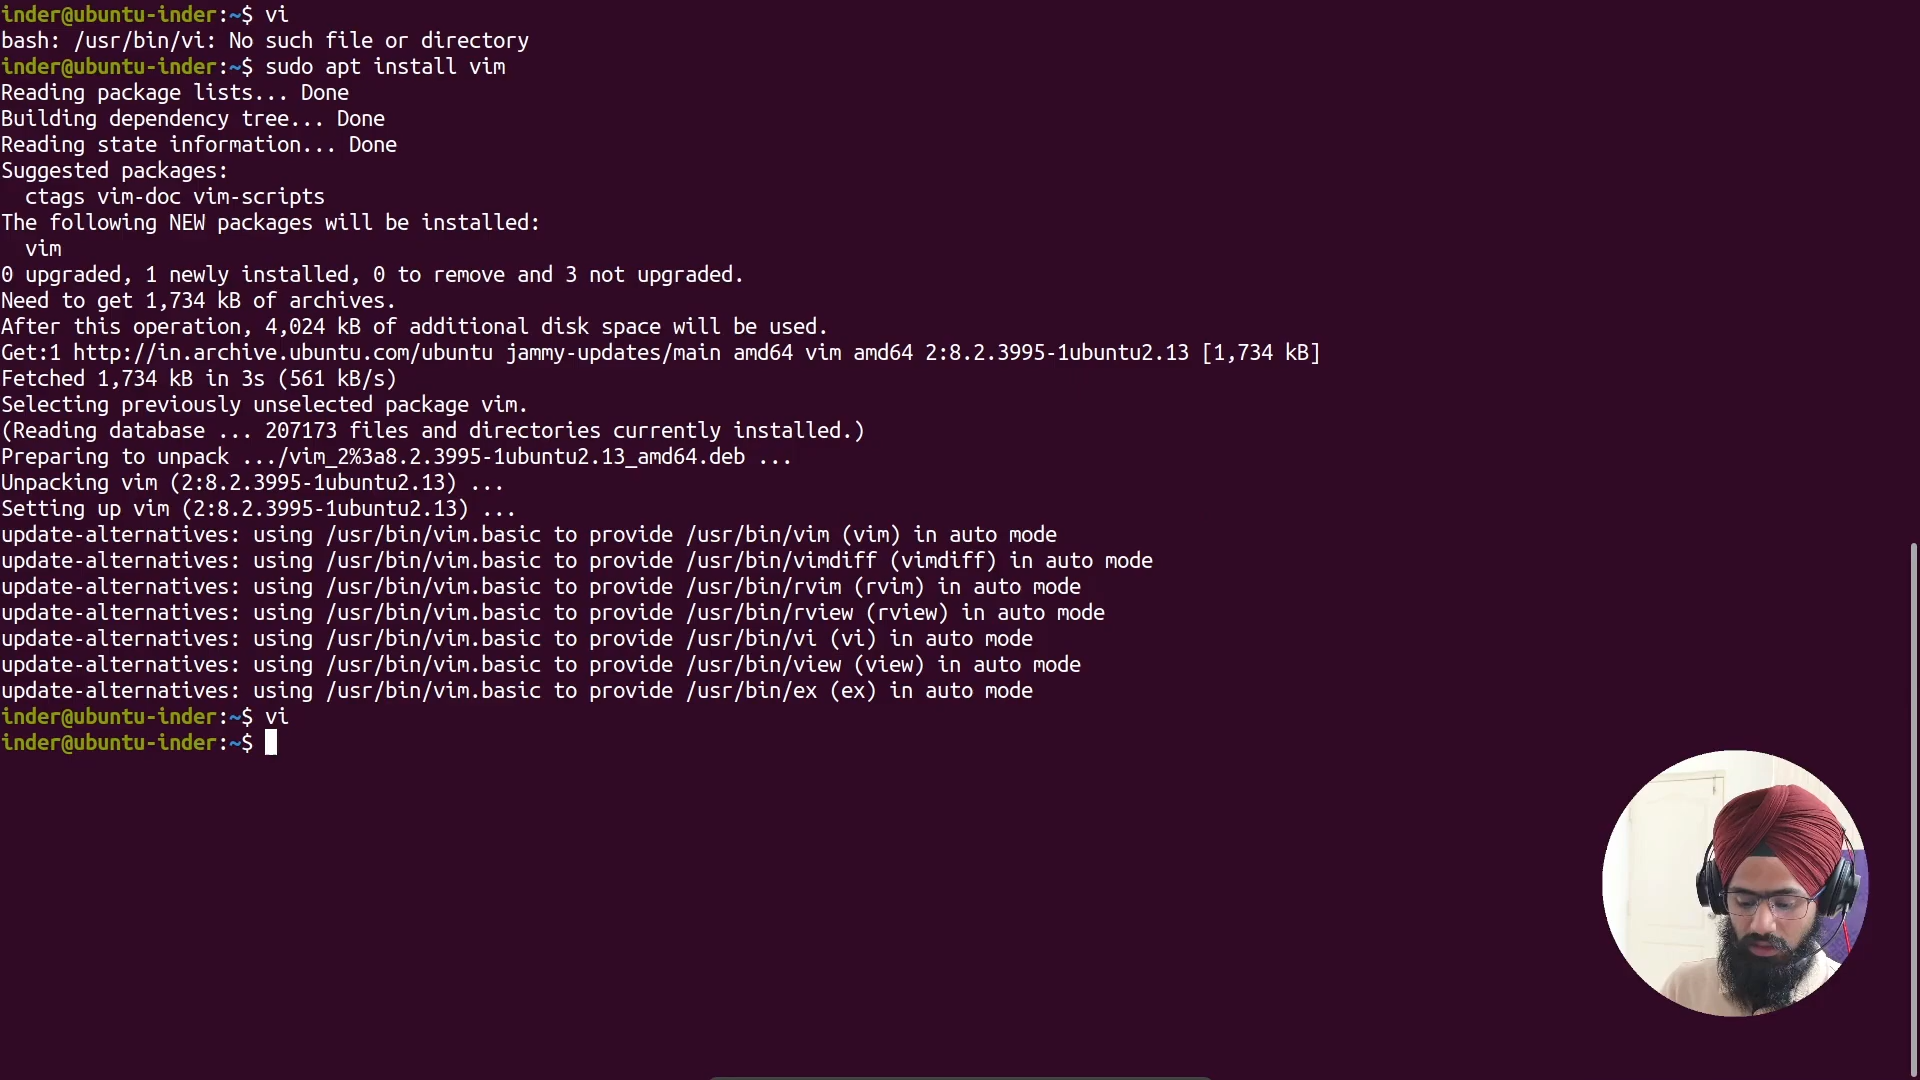 inder@ubuntu-inder:~$ vi
bash: /usr/bin/vi: No such file or directory
inder@ubuntu-inder:~$ sudo apt install vim
Reading package lists... Done
Building dependency tree... Done
Reading state information... Done
Suggested packages:
  ctags vim-doc vim-scripts
The following NEW packages will be installed:
  vim
0 upgraded, 1 newly installed, 0 to remove and 3 not upgraded.
Need to get 1,734 kB of archives.
After this operation, 4,024 kB of additional disk space will be used.
Get:1 http://in.archive.ubuntu.com/ubuntu jammy-updates/main amd64 vim amd64 2:8.2.3995-1ubuntu2.13 [1,734 kB]
Fetched 1,734 kB in 3s (561 kB/s)
Selecting previously unselected package vim.
(Reading database ... 207173 files and directories currently installed.)
Preparing to unpack .../vim_2%3a8.2.3995-1ubuntu2.13_amd64.deb ...
Unpacking vim (2:8.2.3995-1ubuntu2.13) ...
Setting up vim (2:8.2.3995-1ubuntu2.13) ...
update-alternatives: using /usr/bin/vim.basic to provide /usr/bin/vim (vim) in auto mode
update-alternatives: using /usr/bin/vim.basic to provide /usr/bin/vimdiff (vimdiff) in auto mode
update-alternatives: using /usr/bin/vim.basic to provide /usr/bin/rvim (rvim) in auto mode
update-alternatives: using /usr/bin/vim.basic to provide /usr/bin/rview (rview) in auto mode
update-alternatives: using /usr/bin/vim.basic to provide /usr/bin/vi (vi) in auto mode
update-alternatives: using /usr/bin/vim.basic to provide /usr/bin/view (view) in auto mode
update-alternatives: using /usr/bin/vim.basic to provide /usr/bin/ex (ex) in auto mode
inder@ubuntu-inder:~$ vi
inder@ubuntu-inder:~$